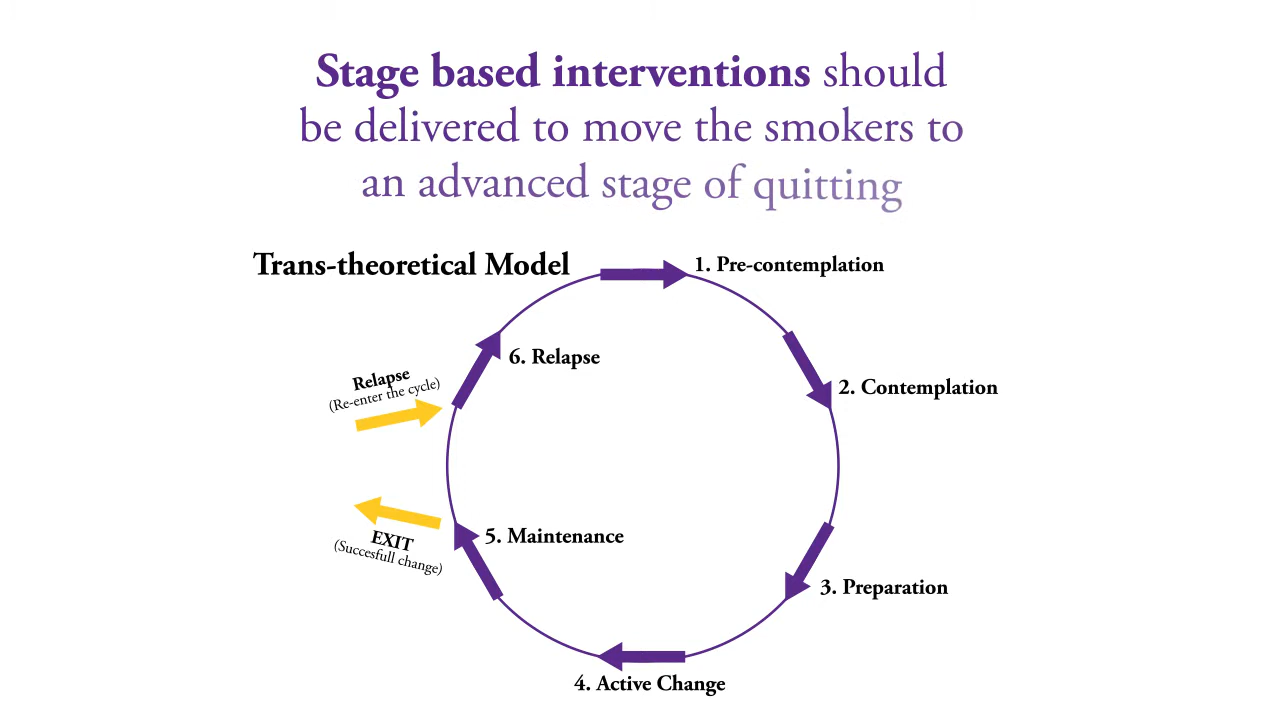 Stage based interventions should
be delivered to move the smokers to
an advanced stage of quitting
Trans-theoretical Model
1. Pre-contemplation
6. Relapse
Relapse
(Re-enter the cycle)
2. Contemplation
5. Maintenance
EXIT
(Succesfull change)
3. Preparation
4. Active Change